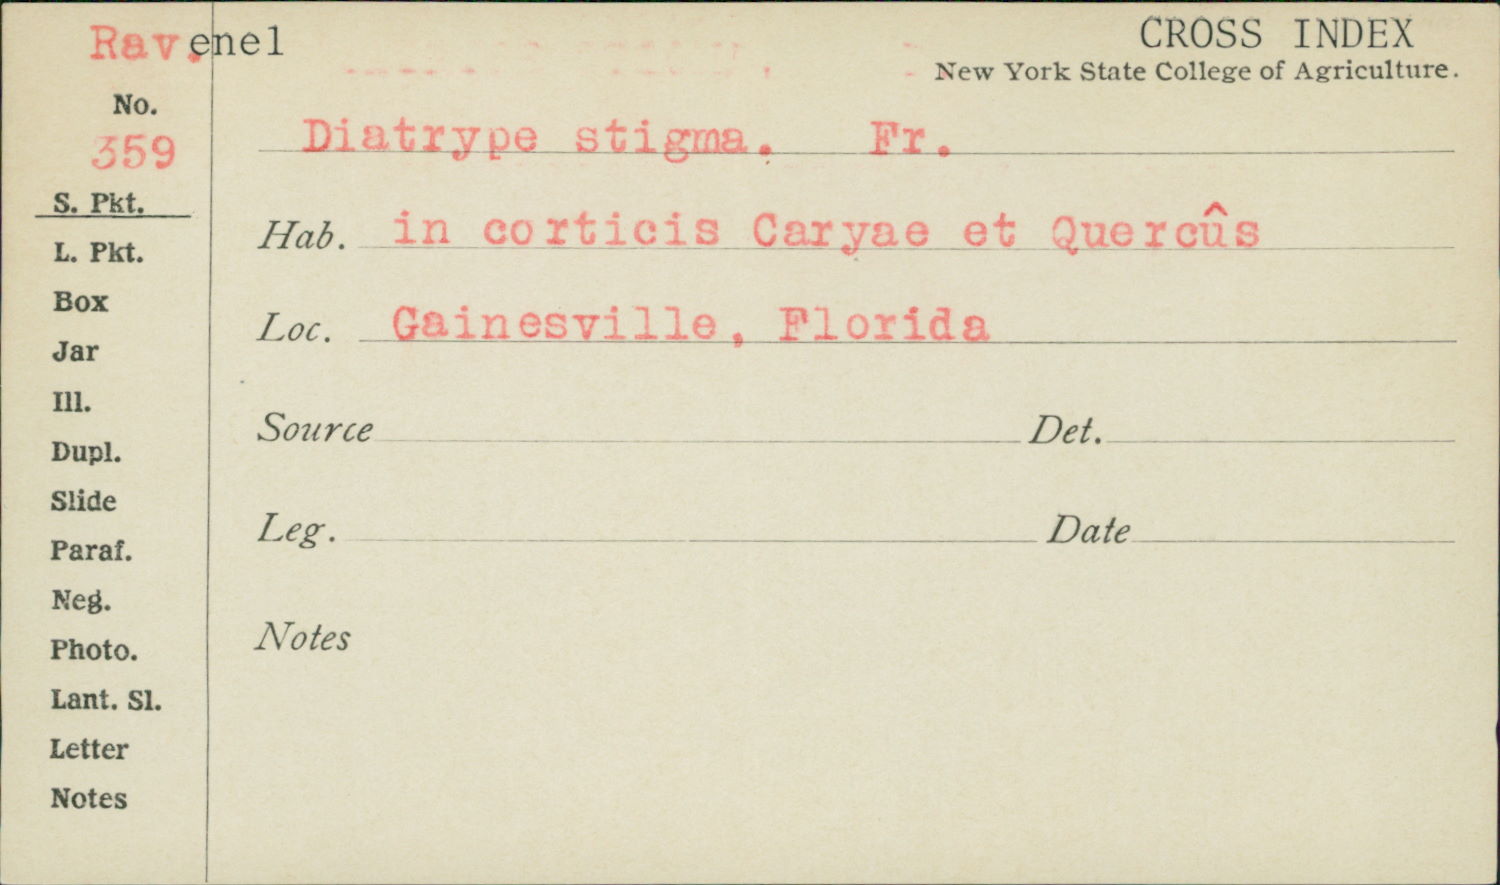 Rav.enel
CROSS INDEX
New York State College of Agriculture.
No.
359
Diatrype stigma. Fr.
S. Pkt.
Hab. in corticis Caryae et Quercûs
L. Pkt.
Box
Loc. Gainesville, Florida
Jar
Ill.
Source Det.
Dupl.
Slide
Leg. Date
Paraf.
Neg.
Notes
Photo.
Lant. Sl.
Letter
Notes